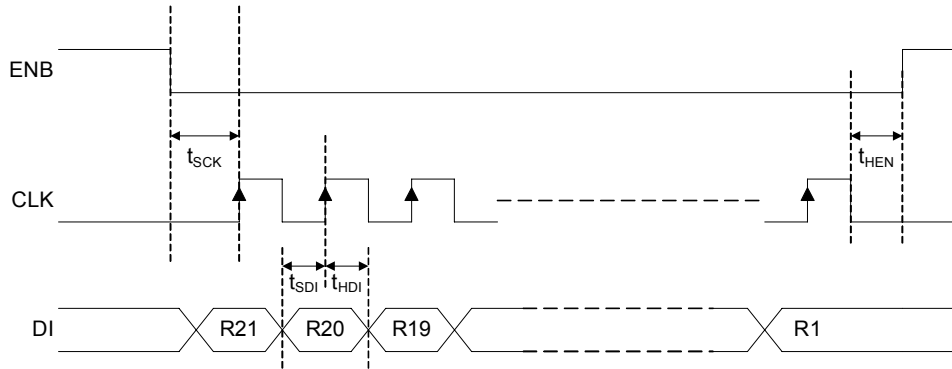 ENB
tSCK
tHEN
CLK
tSDI tHDI
DI R21 R20 R19 R1